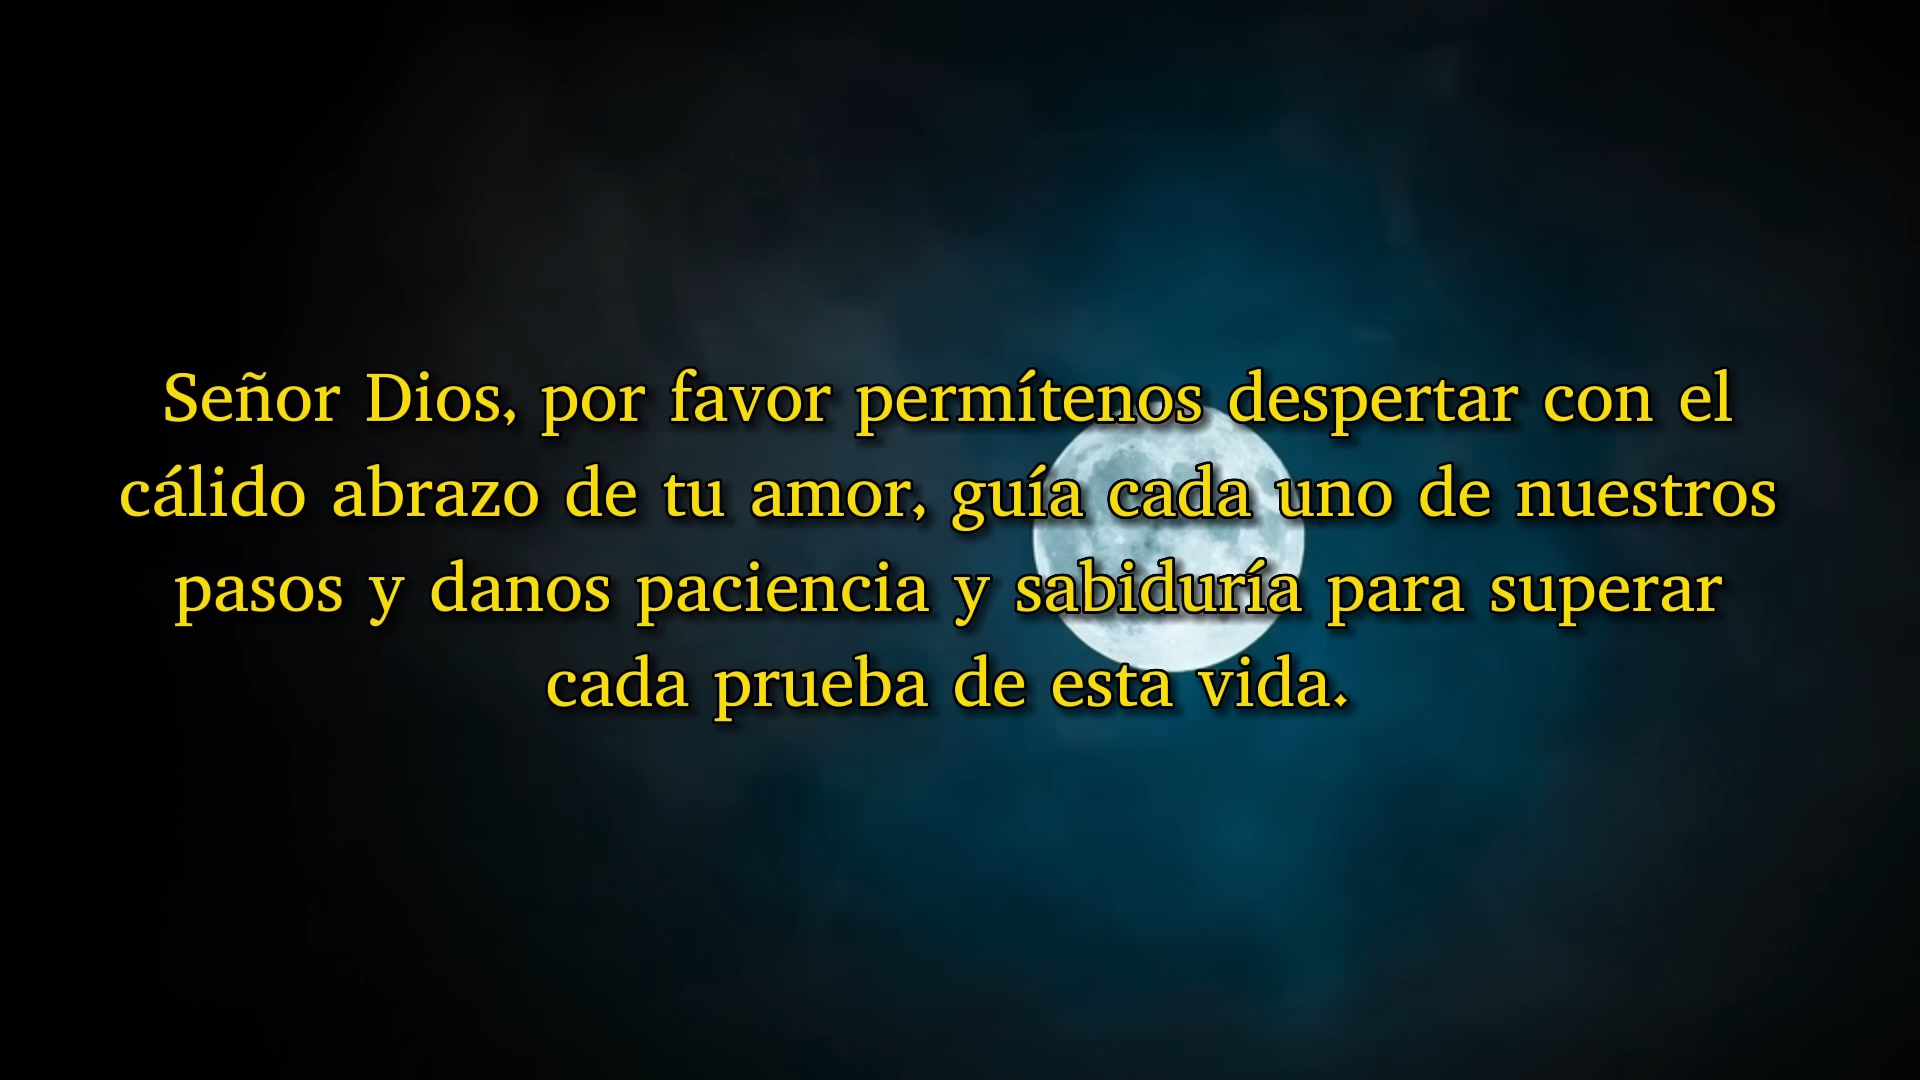 Señor Dios, por favor permítenos despertar con el
cálido abrazo de tu amor, guía cada uno de nuestros
pasos y danos paciencia y sabiduría para superar
cada prueba de esta vida.